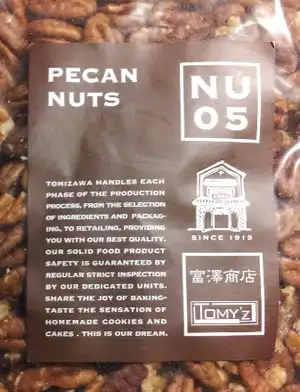 PECAN
NUTS
NU
05
TOMIZAWA HANDLES EACH
PHASE OF THE PRODUCTION
PROCESS, FROM THE SELECTION
OF INGREDIENTS AND PACKAG-
ING, TO RETAILING, PROVIDING
YOU WITH OUR BEST QUALITY.
OUR SOLID FOOD PRODUCT
SAFETY IS GUARANTEED BY
REGULAR STRICT INSPECTION
BY OUR DEDICATED UNITS.
SHARE THE JOY OF BAKING-
TASTE THE SENSATION OF
HOMEMADE COOKIES AND
CAKES . THIS IS OUR DREAM.
SINCE 1919
富澤商店
TOMY'z